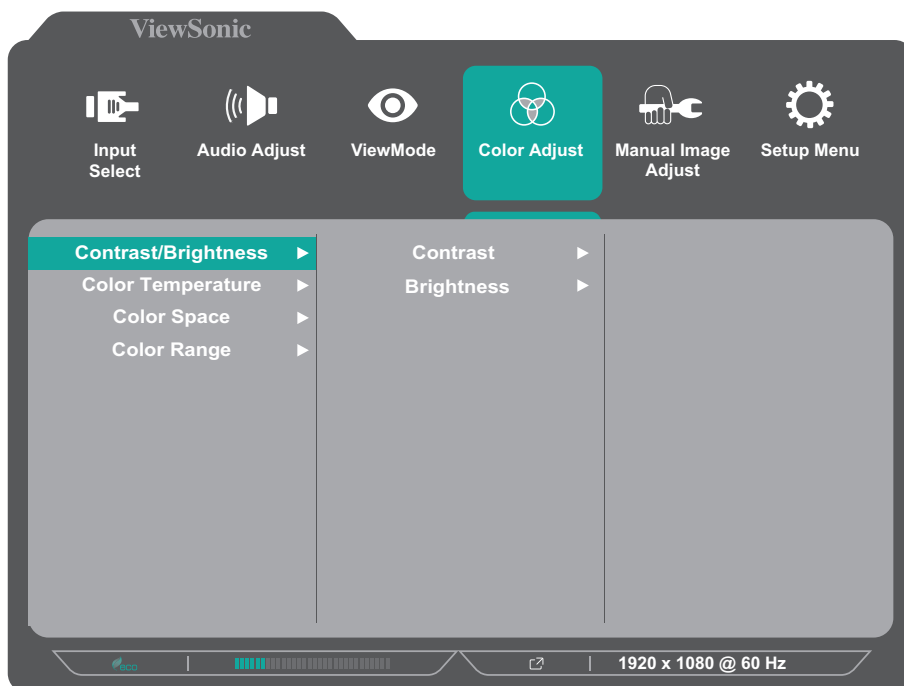 ViewSonic
Input
Select
Audio Adjust
ViewMode
Color Adjust
Manual Image
Adjust
Setup Menu
Contrast/Brightness
Color Temperature
Color Space
Color Range
Contrast
Brightness
eco
1920 x 1080 @ 60 Hz